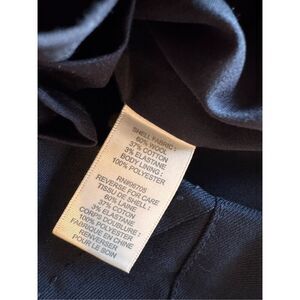 SHELL FABRIC :
60% WOOL
37% COTTON
3% ELASTANE
BODY LINING :
100% POLYESTER
REVERSE FOR CARE
TISSU DE SHELL :
60% LAINE
37% COTON
3% ELASTANE
CORPS DOUBLURE :
100% POLYESTER
FABRIQUE EN CHINE
RENVERSER
POUR LE SOIN